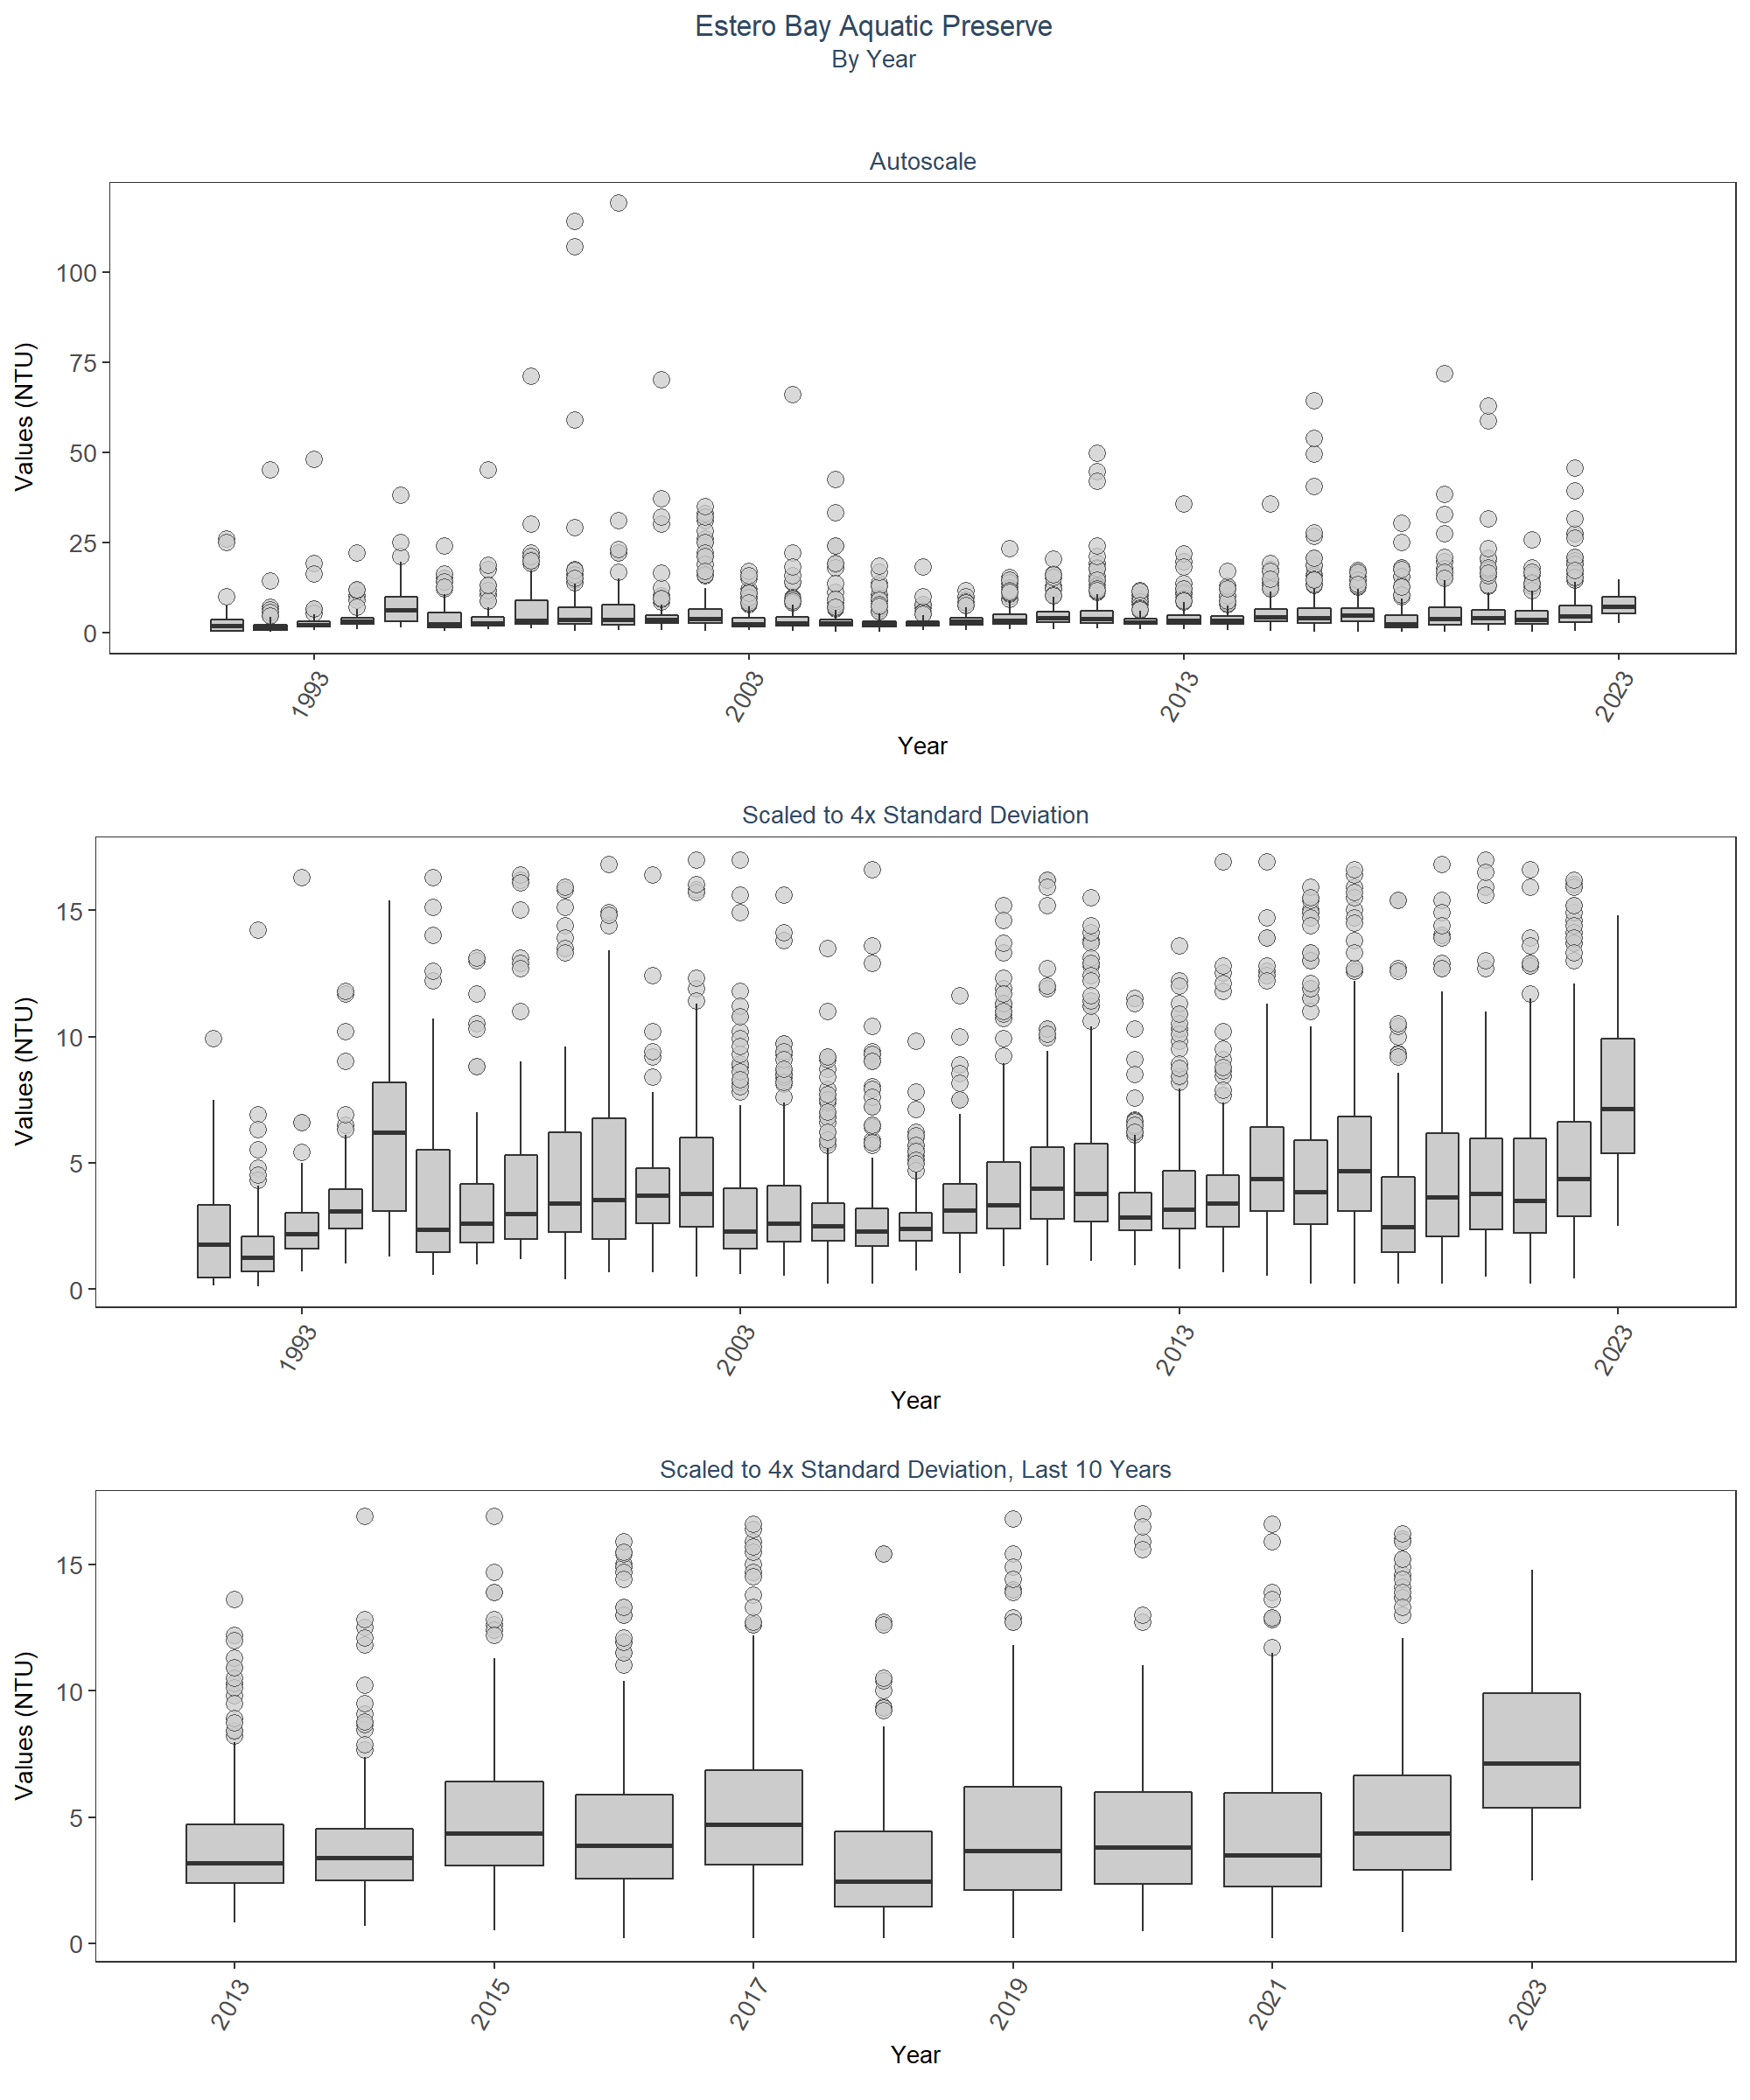 Estero Bay Aquatic Preserve
By Year
Autoscale
Values (NTU)
100
75
50
25
0
1993
2003
2013
2023
Year
Scaled to 4x Standard Deviation
Values (NTU)
15
10
5
0
1993
2003
2013
2023
Year
Scaled to 4x Standard Deviation, Last 10 Years
Values (NTU)
15
10
5
0
2013
2015
2017
2019
2021
2023
Year